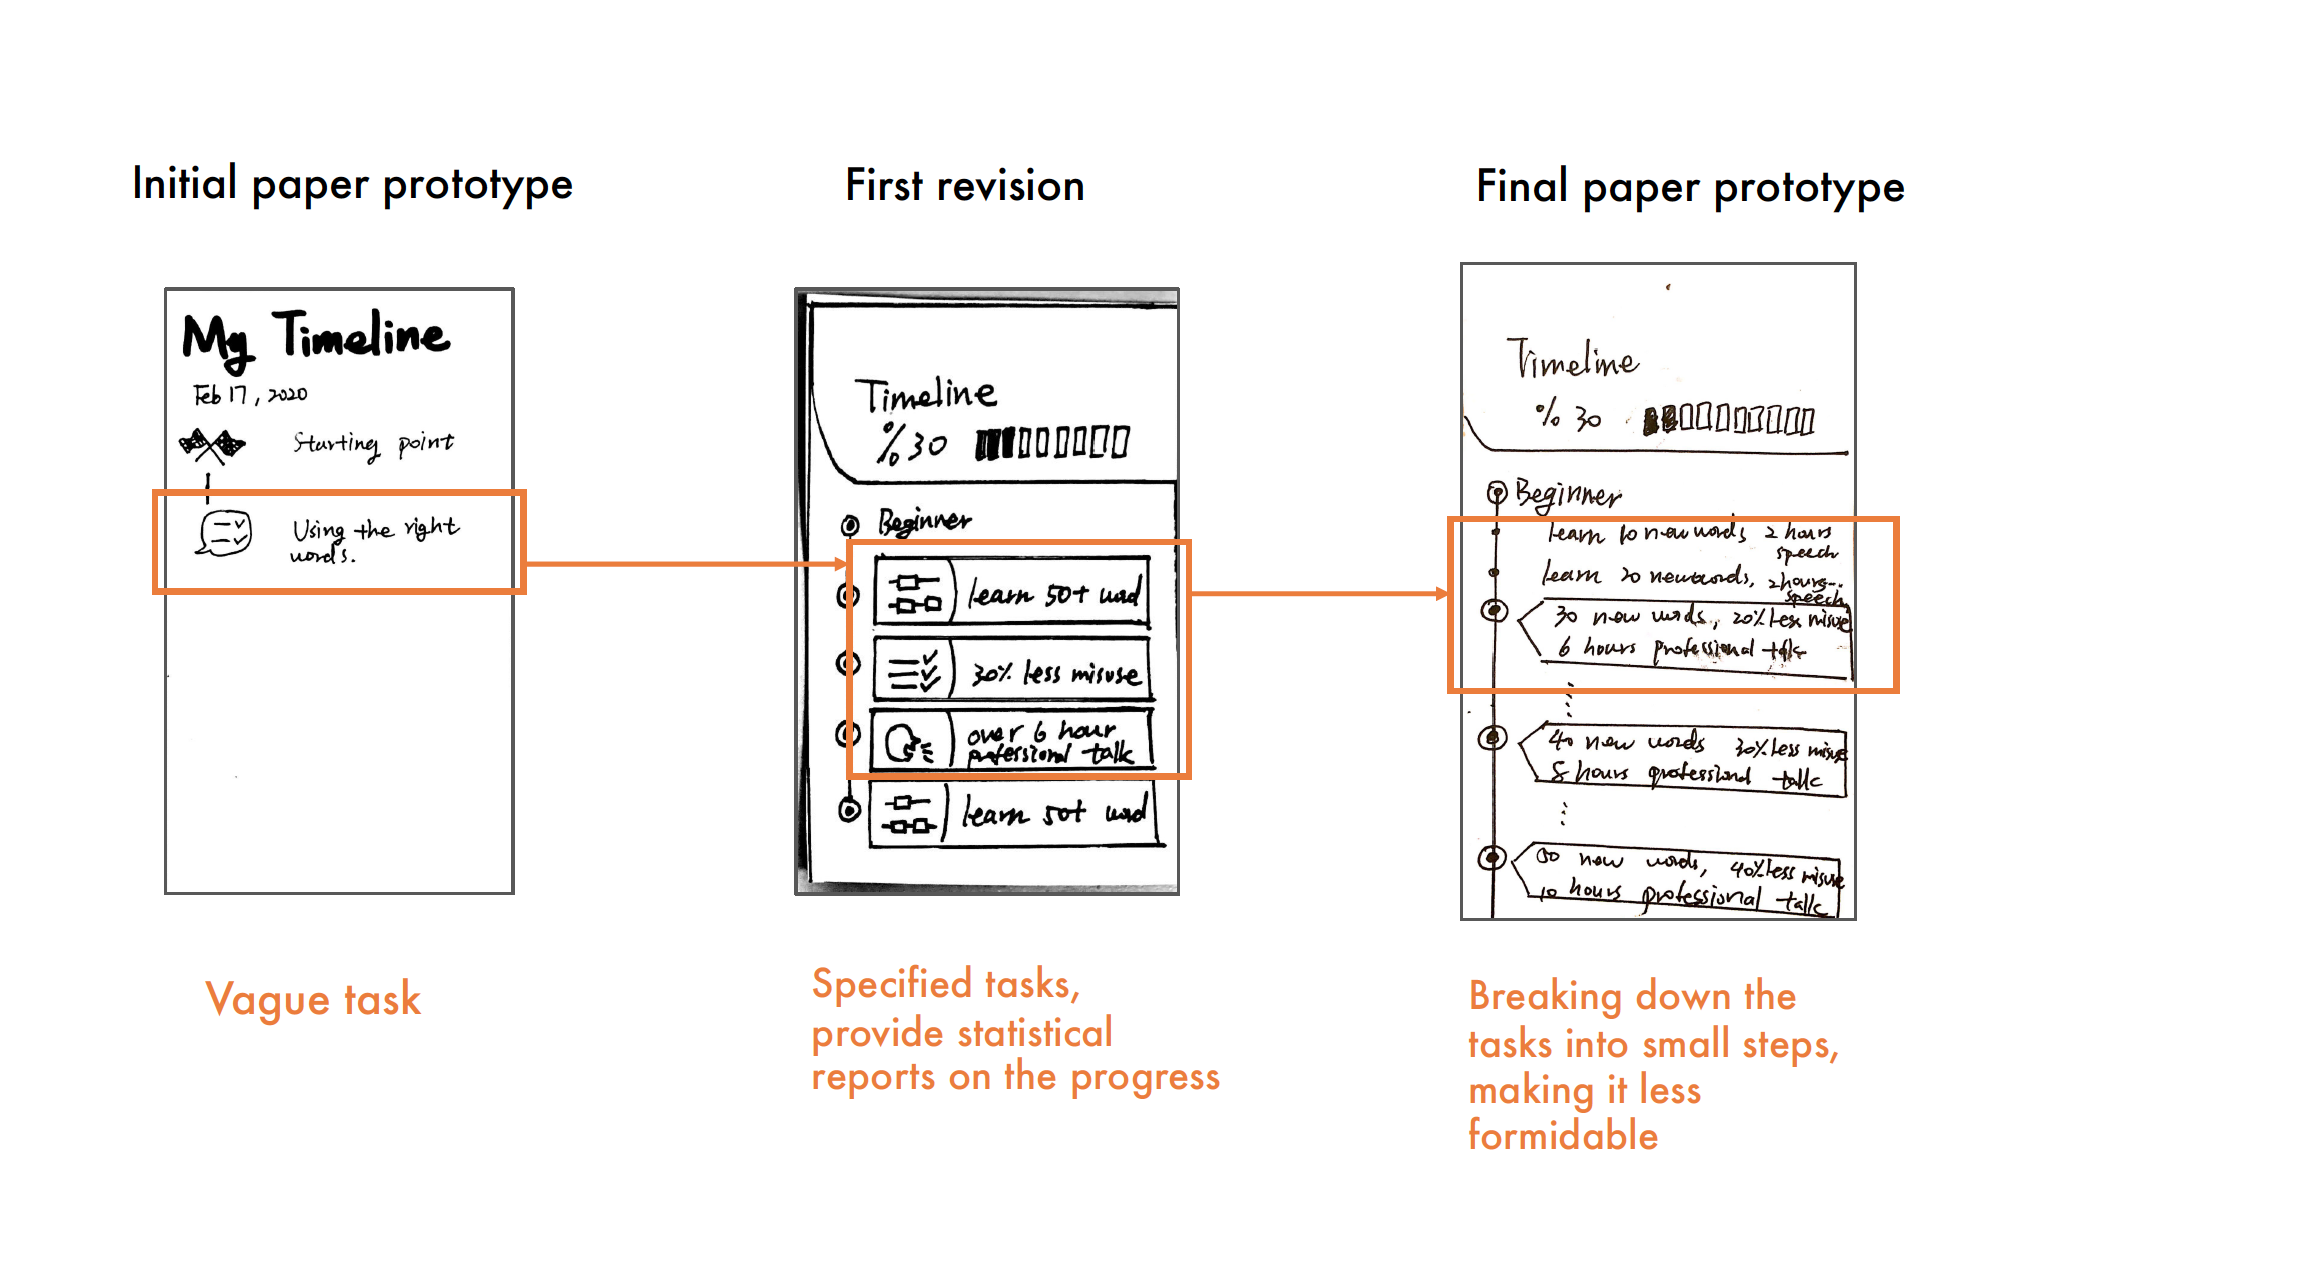 Initial paper prototype
My Timeline
Feb 17, 2020
Starting point
Using the right
words.
Vague task
First revision
Timeline
% 30
Beginner
learn 50+ word
30% less misuse
over 6 hour
professional talk
learn 50+ word
Specified tasks,
provide statistical
reports on the progress
Final paper prototype
Timeline
% 30
Beginner
learn 10 new words, 2 hours
speech
learn 20 new words, 2 hours...
speech
30 new words, 20% less misuse
6 hours professional talk
40 new words 30% less misuse
8 hours professional talk
new words, 40% less misuse
10 hours professional talk
Breaking down the
tasks into small steps,
making it less
formidable